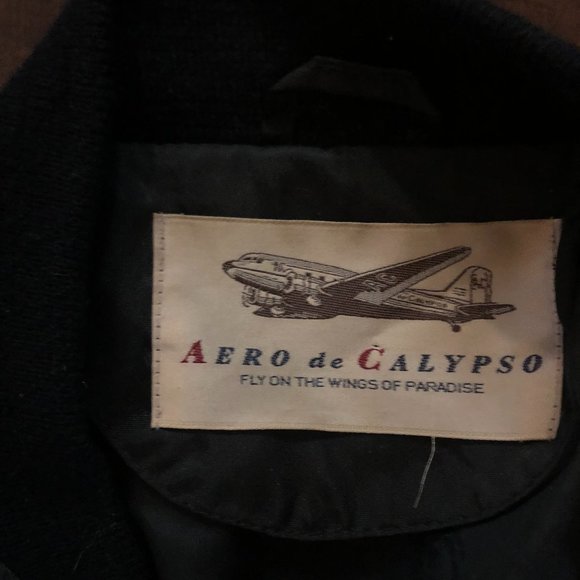 AERO de CALYPSO
FLY ON THE WINGS OF PARADISE